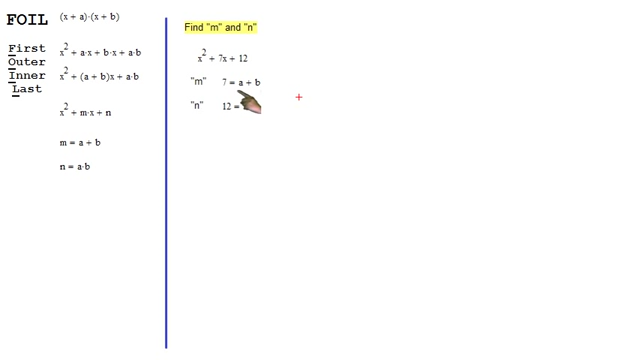 FOIL (x + a)·(x + b)
First x² + a·x + b·x + a·b
Outer
Inner x² + (a + b)x + a·b
Last
x² + m·x + n
m = a + b
n = a·b
Find "m" and "n"
x² + 7x + 12
"m" 7 = a + b
"n" 12 =